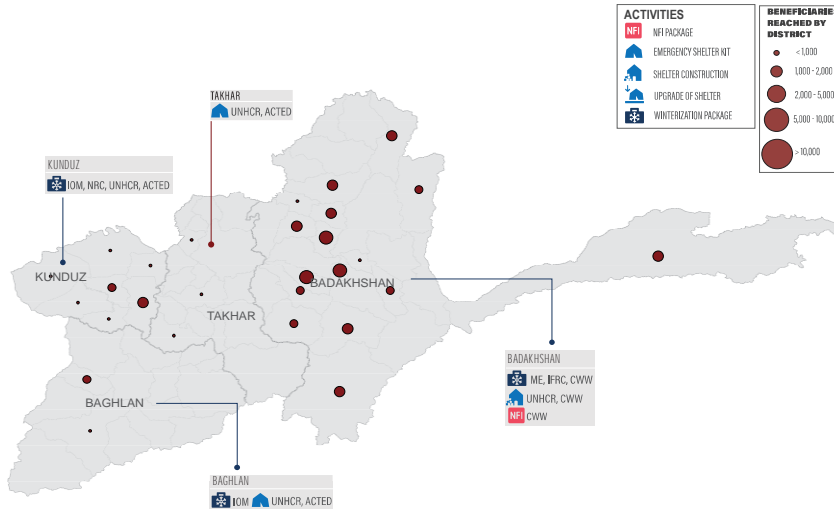 ACTIVITIES
NFI NFI PACKAGE
EMERGENCY SHELTER KIT
SHELTER CONSTRUCTION
UPGRADE OF SHELTER
WINTERIZATION PACKAGE
BENEFICIARIES
REACHED BY
DISTRICT
< 1,000
1,000 - 2,000
2,000 - 5,000
5,000 - 10,000
> 10,000
TAKHAR
UNHCR, ACTED
KUNDUZ
IOM, NRC, UNHCR, ACTED
KUNDUZ
BADAKHSHAN
TAKHAR
BAGHLAN
BADAKHSHAN
ME, IFRC, CWW
UNHCR, CWW
NFI CWW
BAGHLAN
IOM UNHCR, ACTED